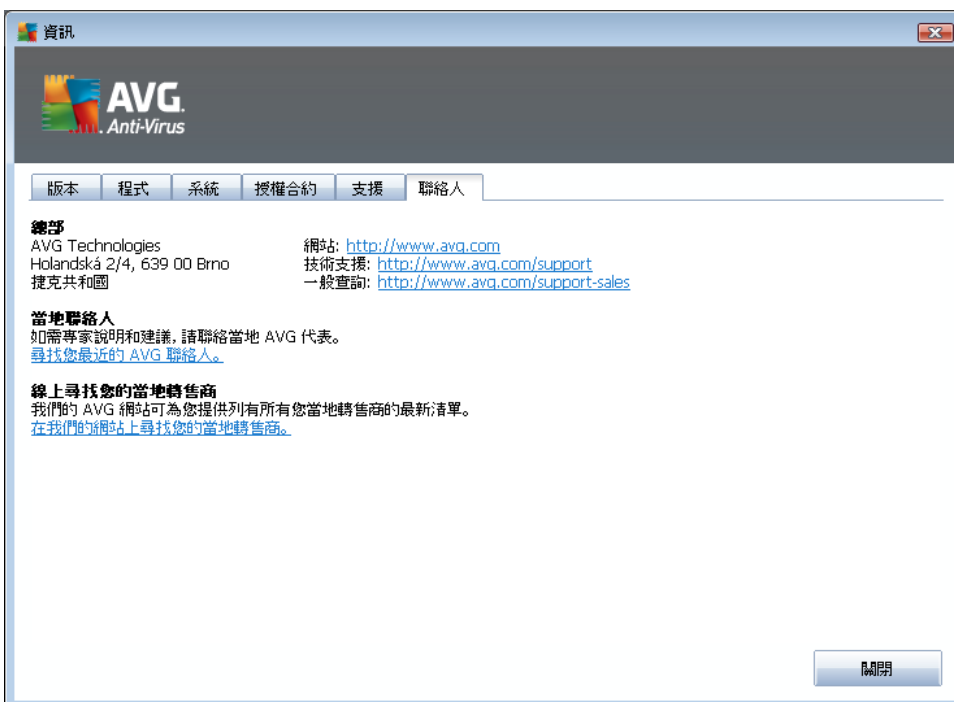 資訊
AVG.
Anti-Virus
版本 程式 系統 授權合約 支援 聯絡人
總部
AVG Technologies 網站: http://www.avg.com
Holandská 2/4, 639 00 Brno 技術支援: http://www.avg.com/support
捷克共和國 一般查詢: http://www.avg.com/support-sales
當地聯絡人
如需專家說明和建議, 請聯絡當地 AVG 代表。
尋找您最近的 AVG 聯絡人。
線上尋找您的當地轉售商
我們的 AVG 網站可為您提供列有所有您當地轉售商的最新清單。
在我們的網站上尋找您的當地轉售商。
關閉